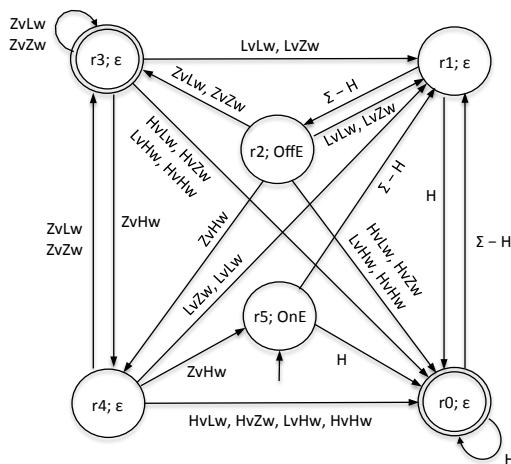 ZvLw
ZvZw
r3; ε
LvLw, LvZw
r1; ε
ZvLw, ZvZw
Σ – H
r2; OffE
LvLw, LvZw
HvLw, HvZw
LvHw, HvHw
Σ – H
ZvLw
ZvZw
ZvHw
ZvHw
H
Σ – H
LvZw, LvLw
HvLw, HvZw
LvHw, HvHw
r5; OnE
ZvHw
H
r4; ε
r0; ε
HvLw, HvZw, LvHw, HvHw
H